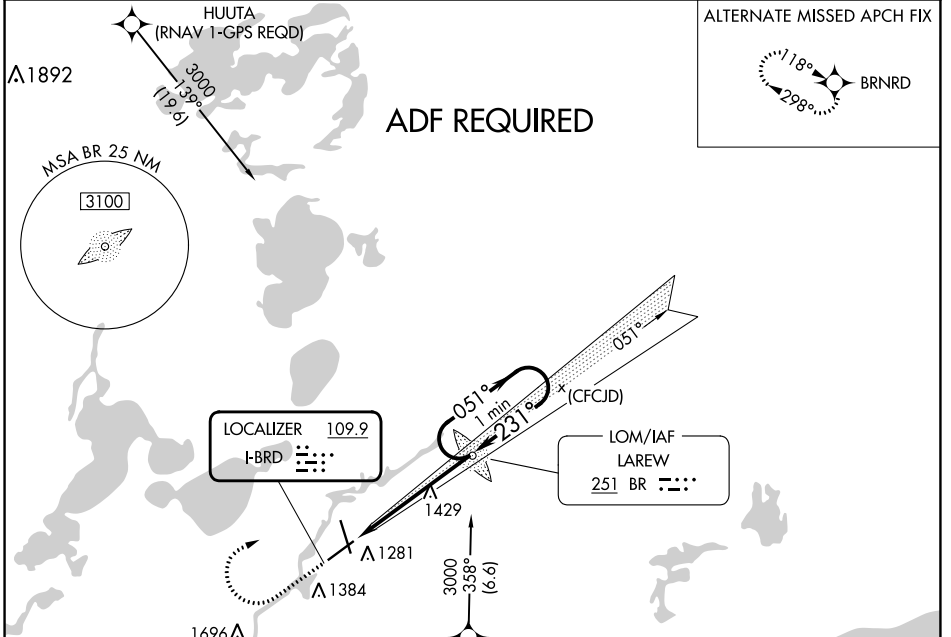 HUUTA
(RNAV 1-GPS REQD)
ALTERNATE MISSED APCH FIX
118°
298°
BRNRD
1892
3000
139°
(19.6)
ADF REQUIRED
MSA BR 25 NM
3100
051°
051°
1 min
231°
(CFCJD)
LOCALIZER 109.9
I-BRD
LOM/IAF
LAREW
251 BR
1429
1281
1384
3000
358°
(6.6)
1696